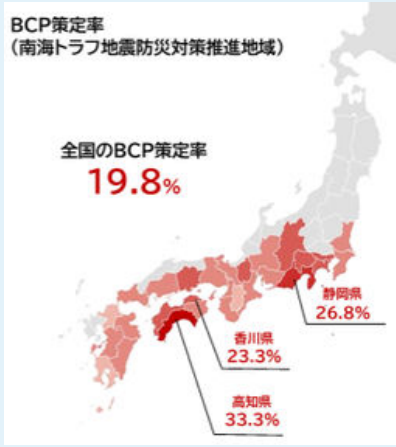 BCP策定率
（南海トラフ地震防災対策推進地域）
全国のBCP策定率
19.8%
静岡県
26.8%
香川県
23.3%
高知県
33.3%